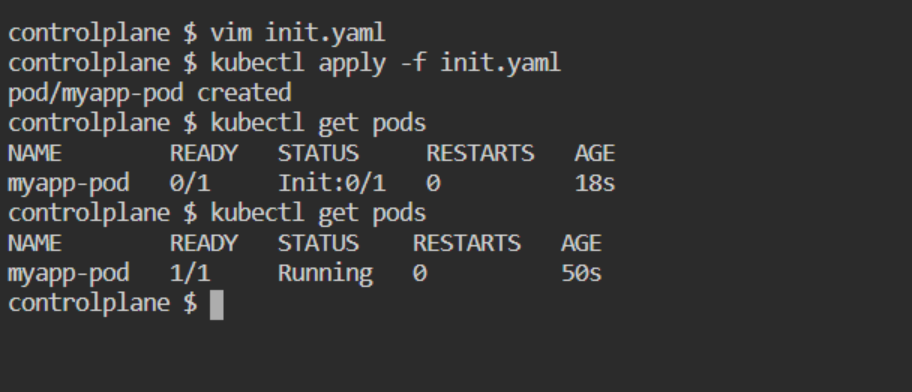 controlplane $ vim init.yaml
controlplane $ kubectl apply -f init.yaml
pod/myapp-pod created
controlplane $ kubectl get pods
NAME        READY   STATUS     RESTARTS   AGE
myapp-pod   0/1     Init:0/1   0          18s
controlplane $ kubectl get pods
NAME        READY   STATUS    RESTARTS   AGE
myapp-pod   1/1     Running   0          50s
controlplane $